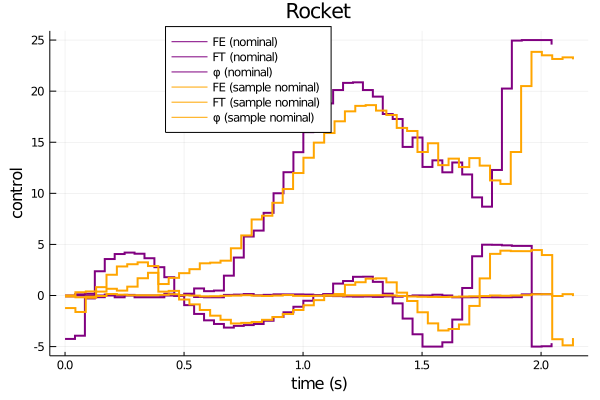 Rocket
FE (nominal)
FT (nominal)
φ (nominal)
FE (sample nominal)
FT (sample nominal)
φ (sample nominal)
control
25
20
15
10
5
0
-5
0.0 0.5 1.0 1.5 2.0
time (s)